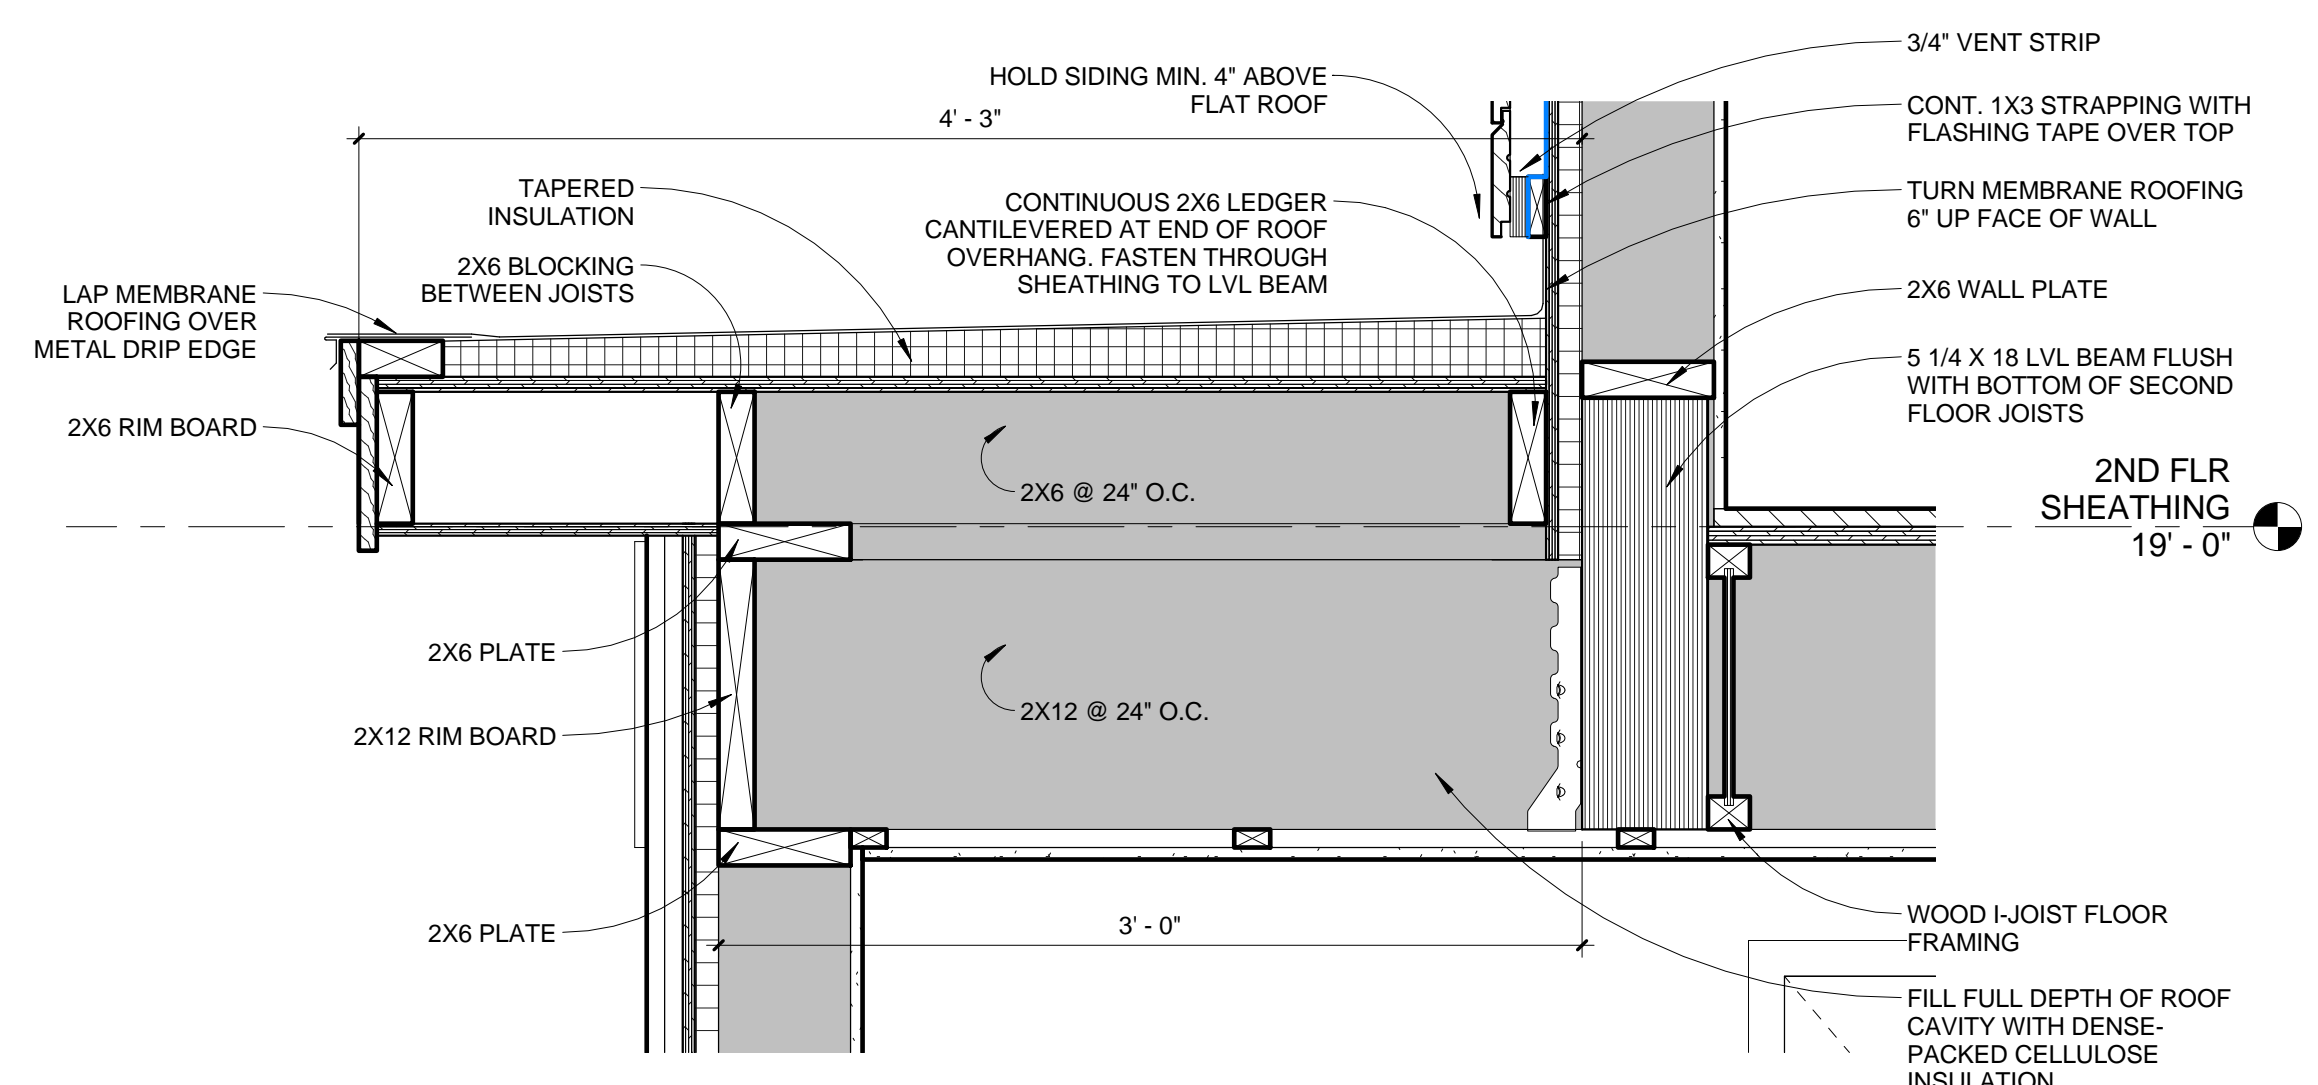 3/4" VENT STRIP
HOLD SIDING MIN. 4" ABOVE
FLAT ROOF
4' - 3"
CONT. 1X3 STRAPPING WITH
FLASHING TAPE OVER TOP
TAPERED
INSULATION
CONTINUOUS 2X6 LEDGER
CANTILEVERED AT END OF ROOF
OVERHANG. FASTEN THROUGH
SHEATHING TO LVL BEAM
TURN MEMBRANE ROOFING
6" UP FACE OF WALL
2X6 BLOCKING
BETWEEN JOISTS
LAP MEMBRANE
ROOFING OVER
METAL DRIP EDGE
2X6 WALL PLATE
5 1/4 X 18 LVL BEAM FLUSH
WITH BOTTOM OF SECOND
FLOOR JOISTS
2X6 RIM BOARD
2X6 @ 24" O.C.
2ND FLR
SHEATHING
19' - 0"
2X6 PLATE
2X12 @ 24" O.C.
2X12 RIM BOARD
2X6 PLATE
3' - 0"
WOOD I-JOIST FLOOR
FRAMING
FILL FULL DEPTH OF ROOF
CAVITY WITH DENSE-
PACKED CELLULOSE
INSULATION